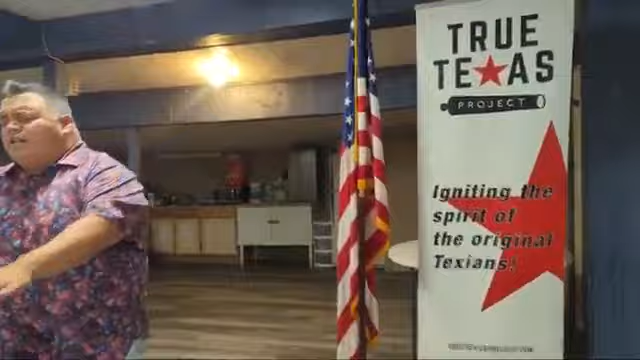 TRUE
TEXAS
PROJECT
Igniting the
spirit of
the original
Texians!